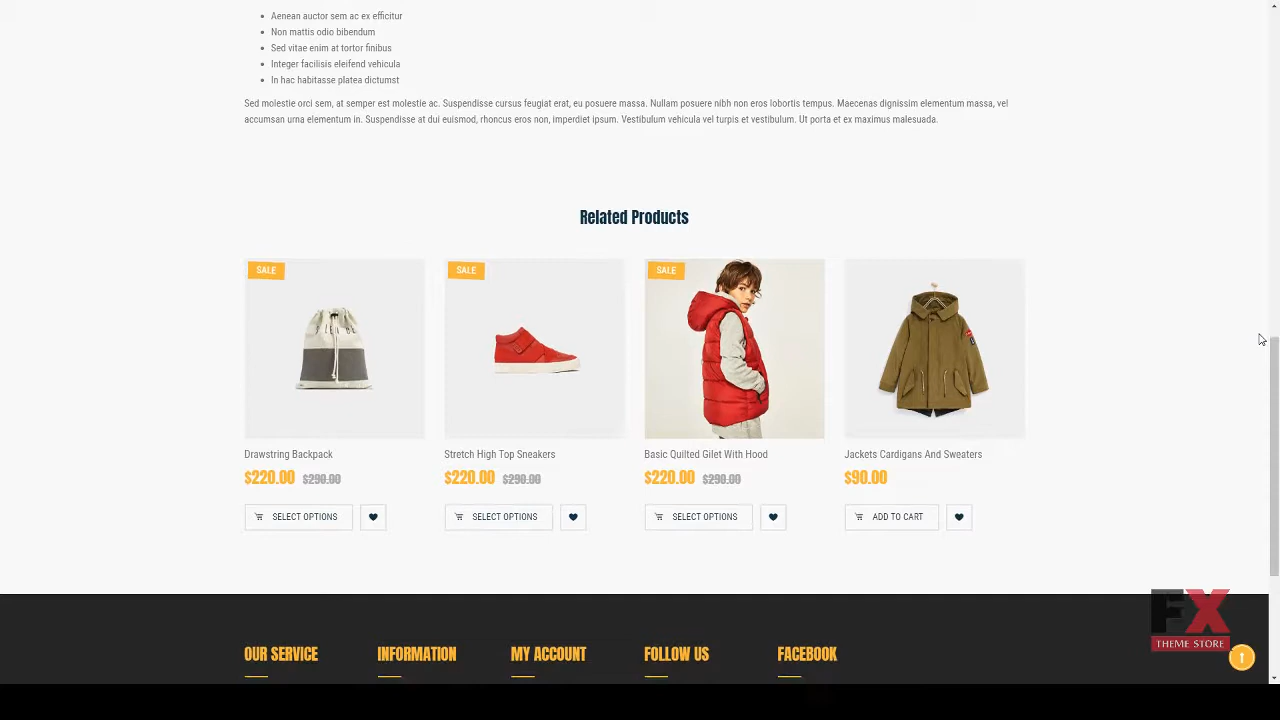 Aenean auctor sem ac ex efficitur
Non mattis odio bibendum
Sed vitae enim at tortor finibus
Integer facilisis eleifend vehicula
In hac habitasse platea dictumst
Sed molestie orci sem, at semper est molestie ac. Suspendisse cursus feugiat erat, eu posuere massa. Nullam posuere nibh non eros lobortis tempus. Maecenas dignissim elementum massa, vel
accumsan urna elementum in. Suspendisse at dui euismod, rhoncus eros non, imperdiet ipsum. Vestibulum vehicula vel turpis et vestibulum. Ut porta et ex maximus malesuada.
Related Products
SALE
SALE
SALE
Drawstring Backpack
$220.00 $290.00
SELECT OPTIONS
Stretch High Top Sneakers
$220.00 $290.00
SELECT OPTIONS
Basic Quilted Gilet With Hood
$220.00 $290.00
SELECT OPTIONS
Jackets Cardigans And Sweaters
$90.00
ADD TO CART
FX
THEME STORE
OUR SERVICE
INFORMATION
MY ACCOUNT
FOLLOW US
FACEBOOK